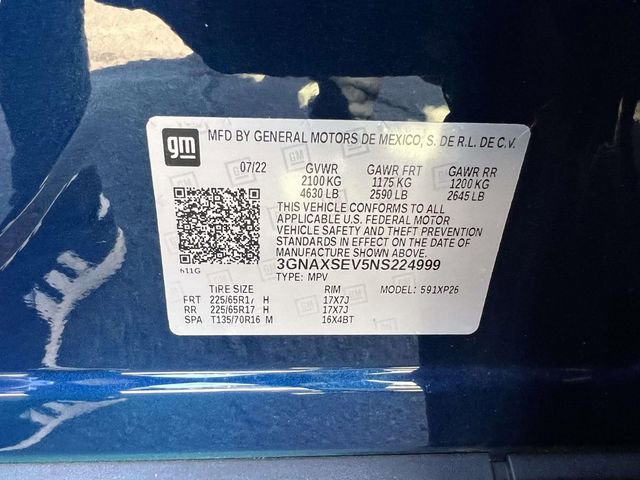 gm
MFD BY GENERAL MOTORS DE MEXICO, S. DE R.L. DE C.V.
07/22 GVWR GAWR FRT GAWR RR
2100 KG 1175 KG 1200 KG
4630 LB 2590 LB 2645 LB
THIS VEHICLE CONFORMS TO ALL
APPLICABLE U.S. FEDERAL MOTOR
VEHICLE SAFETY AND THEFT PREVENTION
STANDARDS IN EFFECT ON THE DATE OF
MANUFACTURE SHOWN ABOVE.
3GNAXSEV5NS224999
611G TYPE: MPV
TIRE SIZE RIM MODEL: 591XP26
FRT 225/65R17 H 17X7J
RR 225/65R17 H 17X7J
SPA T135/70R16 M 16X4BT